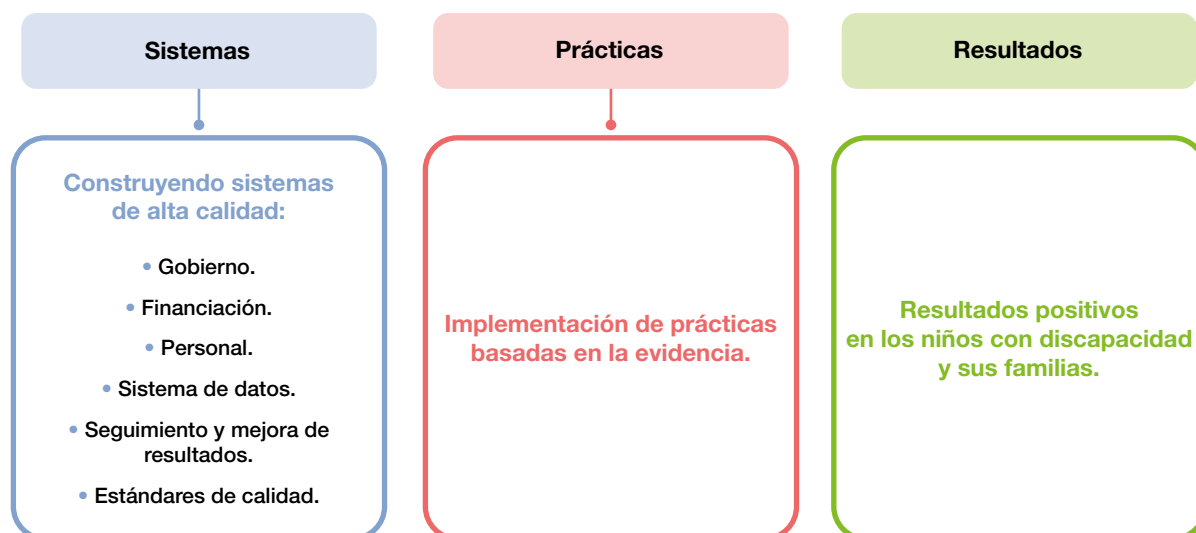 Sistemas
Construyendo sistemas
de alta calidad:
• Gobierno.
• Financiación.
• Personal.
• Sistema de datos.
• Seguimiento y mejora de
resultados.
• Estándares de calidad.
Prácticas
Implementación de prácticas
basadas en la evidencia.
Resultados
Resultados positivos
en los niños con discapacidad
y sus familias.